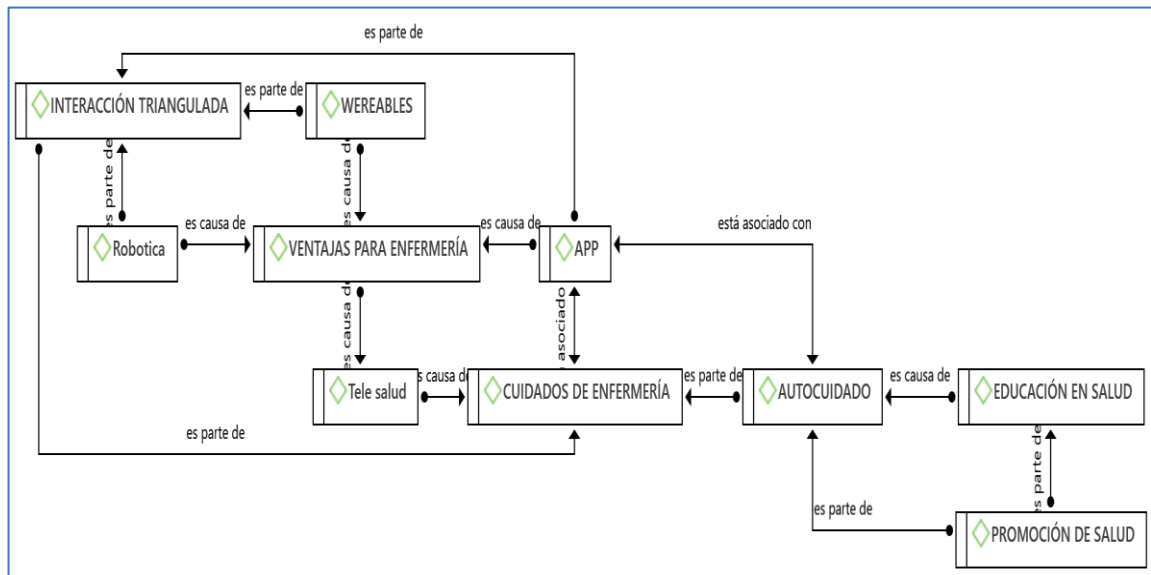 es parte de
INTERACCIÓN TRIANGULADA
es parte de
WEREABLES
es parte de
es causa de
Robotica
es causa de
VENTAJAS PARA ENFERMERÍA
es causa de
APP
está asociado con
es causa de
asociado
Tele salud
es causa de
CUIDADOS DE ENFERMERÍA
es parte de
AUTOCUIDADO
es causa de
EDUCACIÓN EN SALUD
es parte de
es parte de
es parte de
PROMOCIÓN DE SALUD